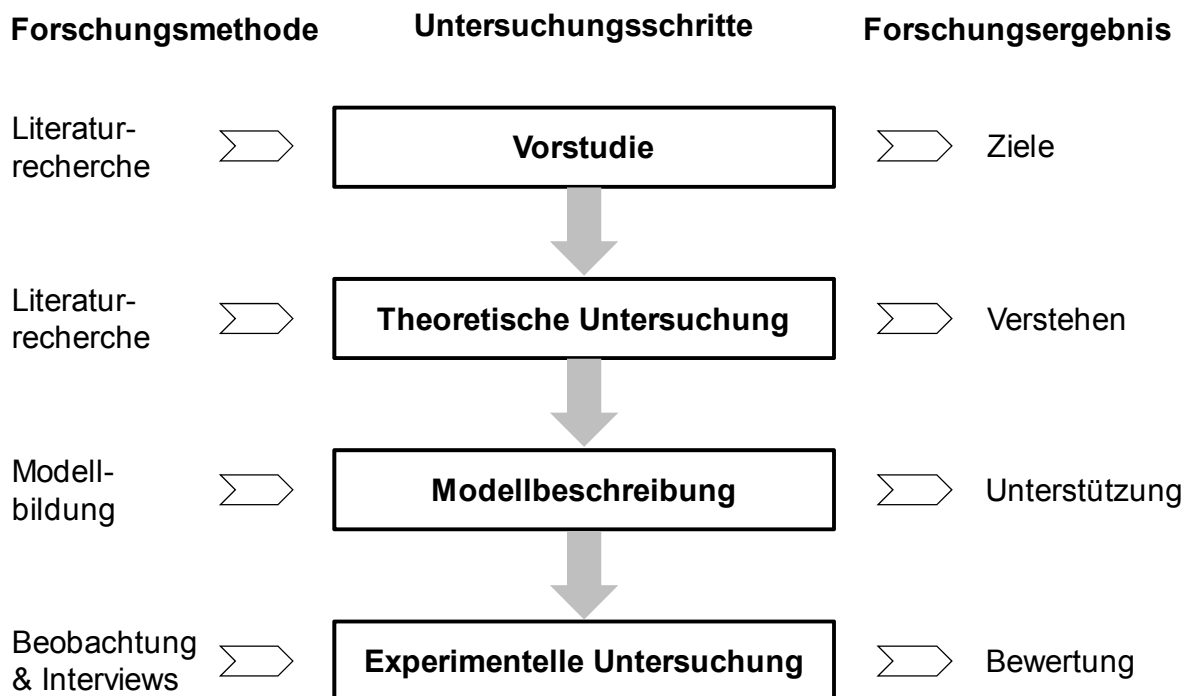 Forschungsmethode Untersuchungsschritte Forschungsergebnis
Literatur-
recherche
Vorstudie
Ziele
Literatur-
recherche
Theoretische Untersuchung
Verstehen
Modell-
bildung
Modellbeschreibung
Unterstützung
Beobachtung
& Interviews
Experimentelle Untersuchung
Bewertung